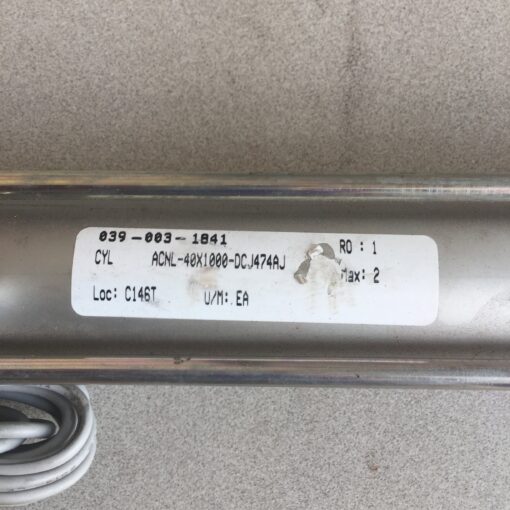 039-003-1841 RO : 1
CYL ACNL-40X1000-DCJ474AJ Max: 2
Loc: C146T U/M: EA